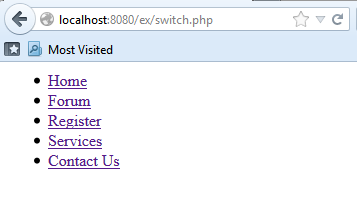 localhost:8080/ex/switch.php
Most Visited
Home
Forum
Register
Services
Contact Us